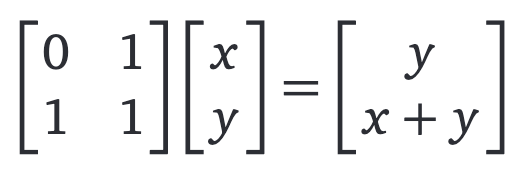 [0 1] [x] = [y]
[1 1] [y] [x + y]